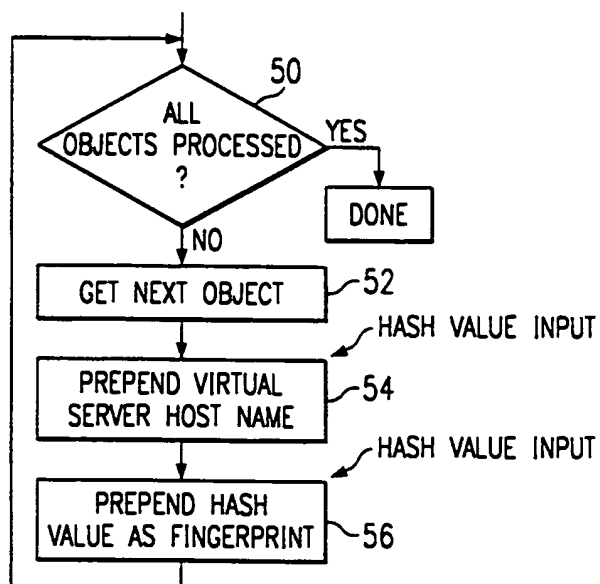 50
ALL
OBJECTS PROCESSED
?
YES
DONE
NO
GET NEXT OBJECT
52
HASH VALUE INPUT
PREPEND VIRTUAL
SERVER HOST NAME
54
HASH VALUE INPUT
PREPEND HASH
VALUE AS FINGERPRINT
56